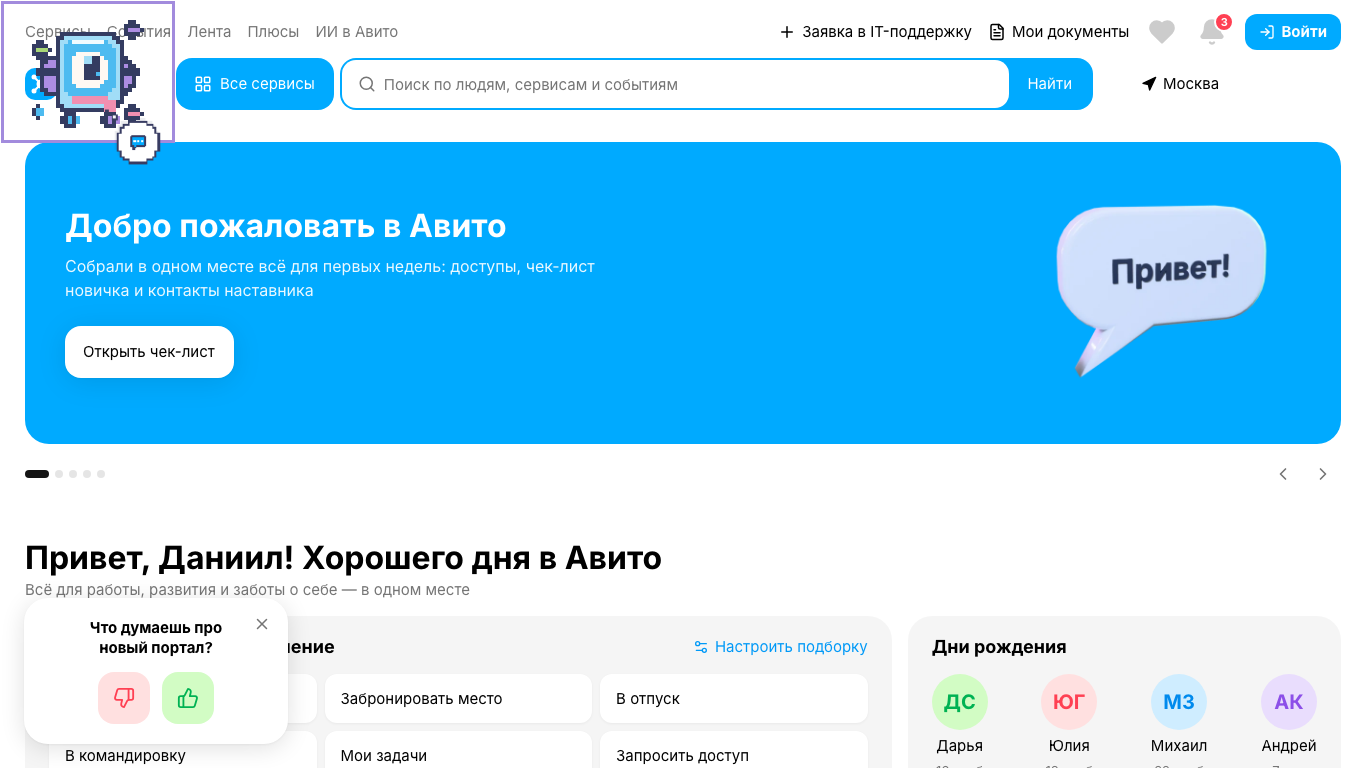 Сервисы События Лента Плюсы ИИ в Авито
Заявка в IT-поддержку Мои документы 3 Войти
Все сервисы Поиск по людям, сервисам и событиям Найти Москва
Добро пожаловать в Авито
Собрали в одном месте всё для первых недель: доступы, чек-лист
новичка и контакты наставника
Открыть чек-лист
Привет!
Привет, Даниил! Хорошего дня в Авито
Всё для работы, развития и заботы о себе — в одном месте
Что думаешь про
новый портал?
Настроить подборку
Забронировать место В отпуск
В командировку Мои задачи Запросить доступ
Дни рождения
ДС ЮГ МЗ АК
Дарья Юлия Михаил Андрей